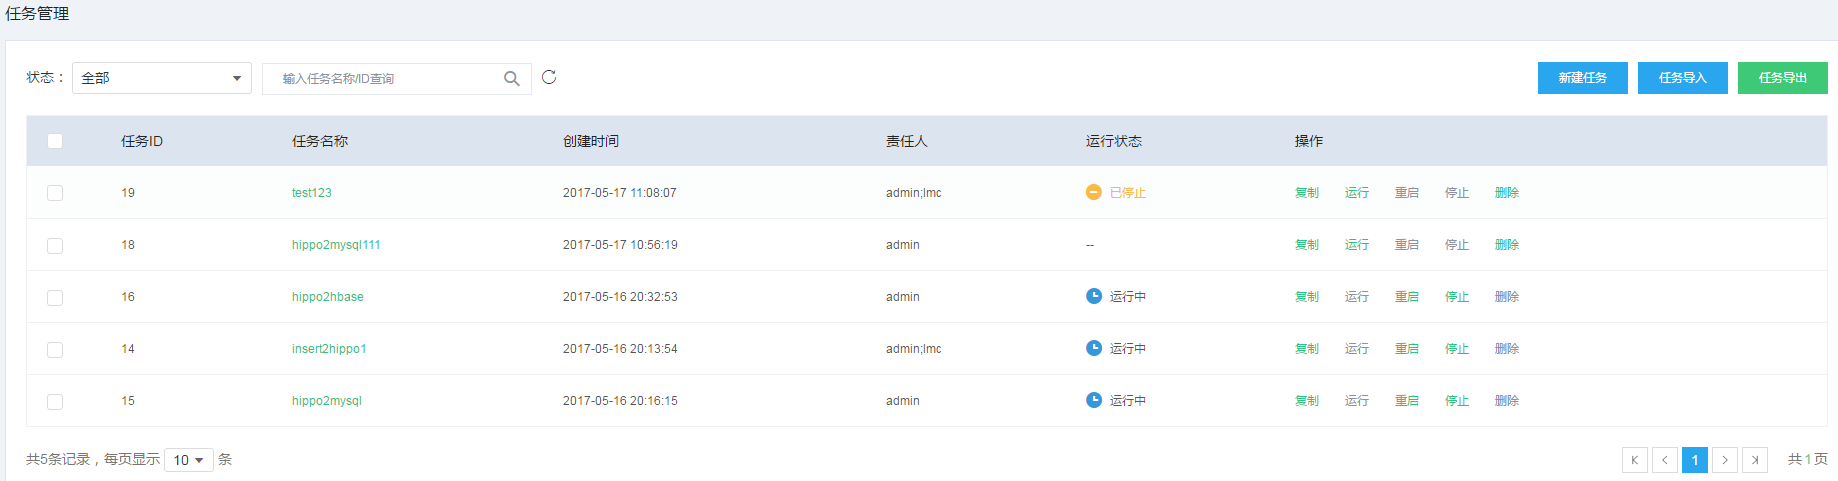 任务管理
状态： 全部 输入任务名称/ID查询 新建任务 任务导入 任务导出
任务ID 任务名称 创建时间 责任人 运行状态 操作
19 test123 2017-05-17 11:08:07 admin;lmc 已停止 复制 运行 重启 停止 删除
18 hippo2mysql111 2017-05-17 10:56:19 admin -- 复制 运行 重启 停止 删除
16 hippo2hbase 2017-05-16 20:32:53 admin 运行中 复制 运行 重启 停止 删除
14 insert2hippo1 2017-05-16 20:13:54 admin;lmc 运行中 复制 运行 重启 停止 删除
15 hippo2mysql 2017-05-16 20:16:15 admin 运行中 复制 运行 重启 停止 删除
共5条记录，每页显示 10 条 1 共1页